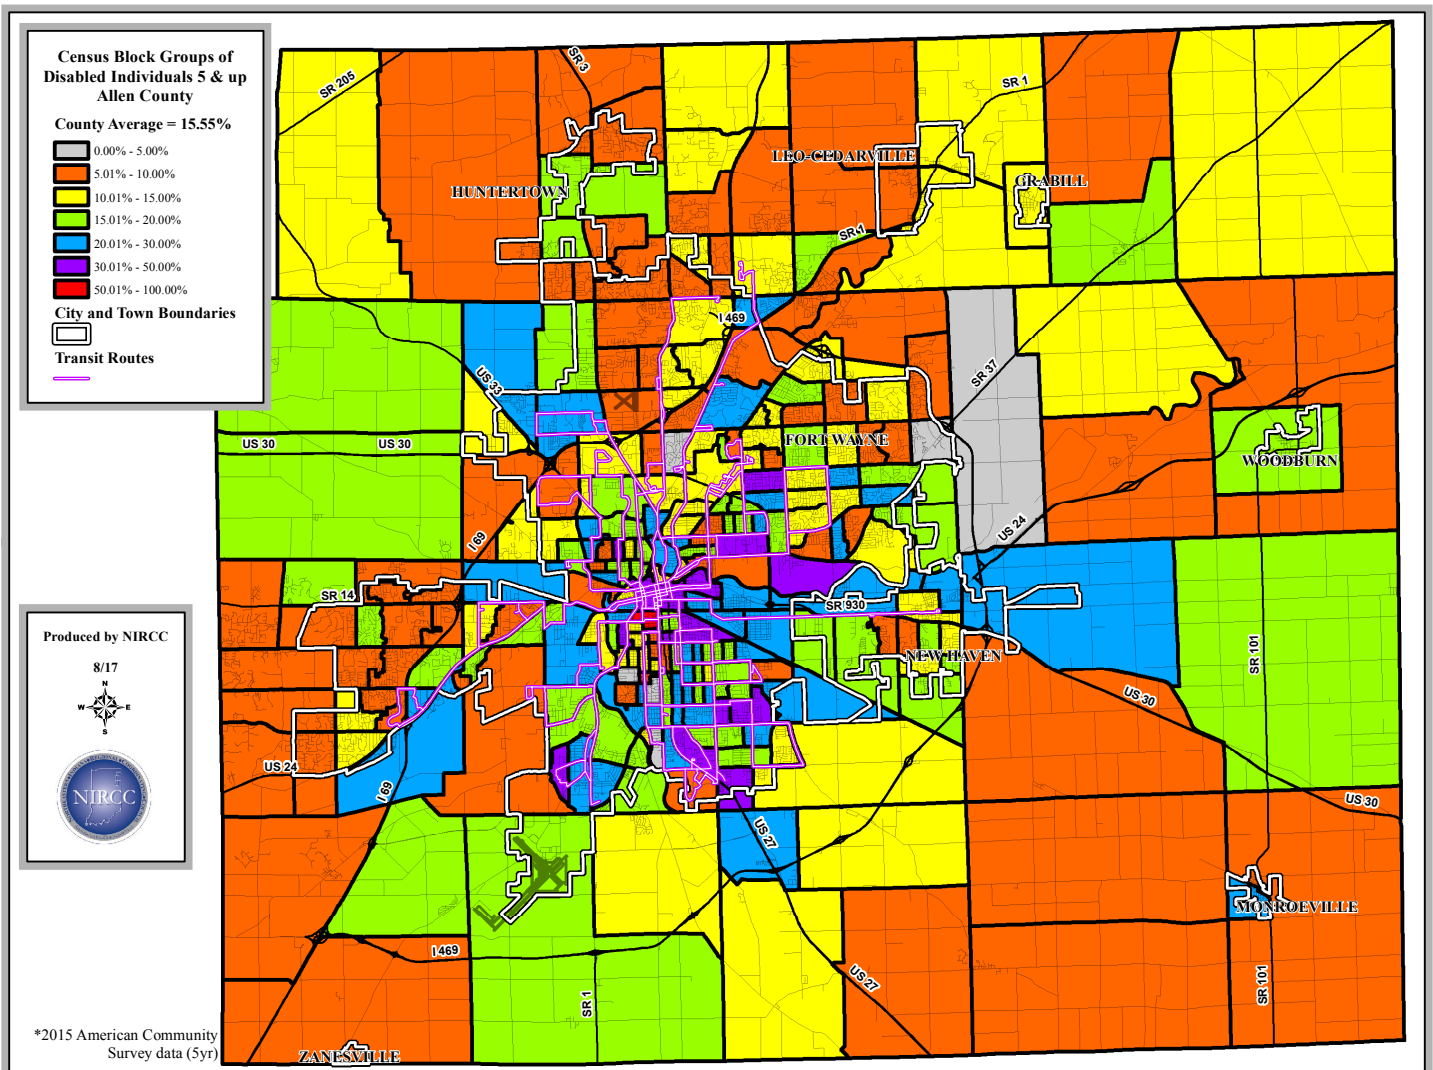 Census Block Groups of
Disabled Individuals 5 & up
Allen County
County Average = 15.55%
0.00% - 5.00%
5.01% - 10.00%
10.01% - 15.00%
15.01% - 20.00%
20.01% - 30.00%
30.01% - 50.00%
50.01% - 100.00%
City and Town Boundaries
Transit Routes
SR 205
SR 3
SR 1
LEO-CEDARVILLE
GRABILL
HUNTERTOWN
SR 1
I 469
US 33
SR 37
US 30
US 30
FORT WAYNE
WOODBURN
I 69
US 24
SR 14
SR 930
NEW HAVEN
SR 101
US 30
US 24
I 69
US 30
US 27
MONROEVILLE
I 469
US 27
SR 1
SR 101
ZANESVILLE
Produced by NIRCC
8/17
N
W
E
S
NIRCC
*2015 American Community
Survey data (5yr)